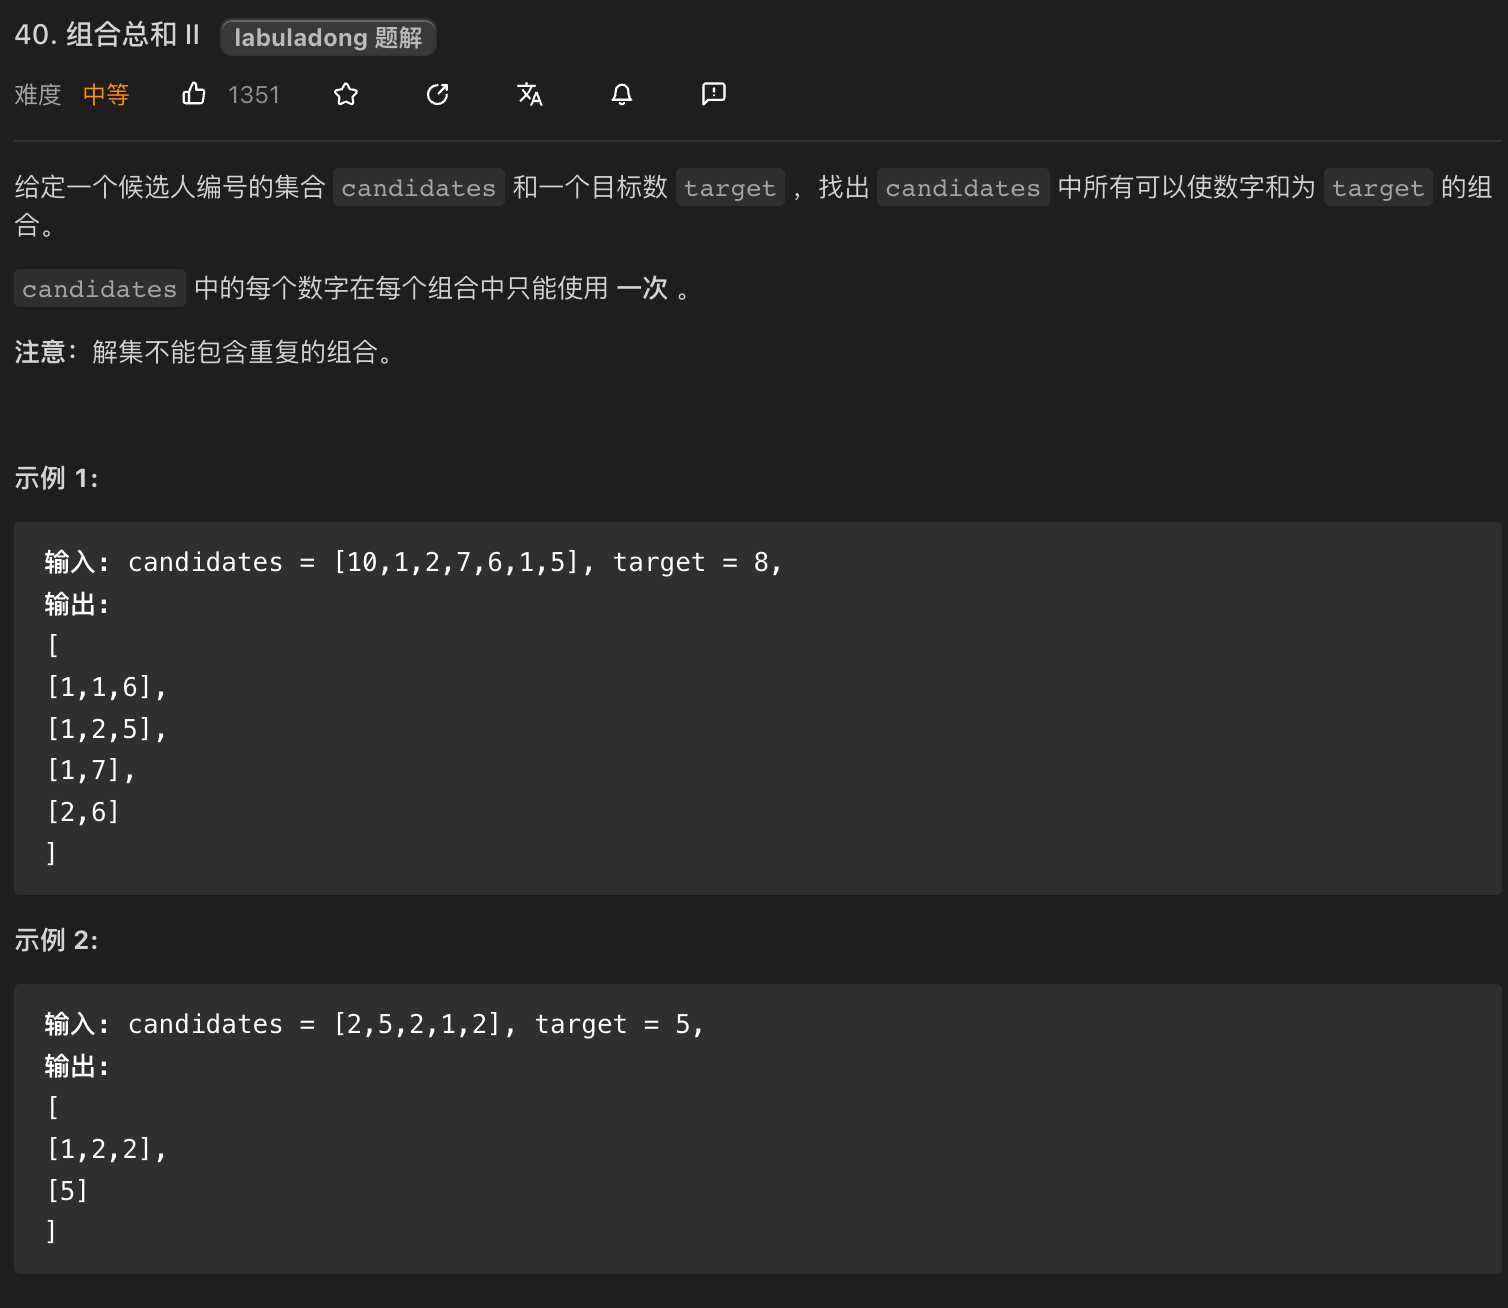 40. 组合总和 II labuladong 题解
难度 中等 1351
给定一个候选人编号的集合 candidates 和一个目标数 target ，找出 candidates 中所有可以使数字和为 target 的组
合。
candidates 中的每个数字在每个组合中只能使用 一次 。
注意：解集不能包含重复的组合。
示例 1:
输入: candidates = [10,1,2,7,6,1,5], target = 8,
输出:
[
[1,1,6],
[1,2,5],
[1,7],
[2,6]
]
示例 2:
输入: candidates = [2,5,2,1,2], target = 5,
输出:
[
[1,2,2],
[5]
]